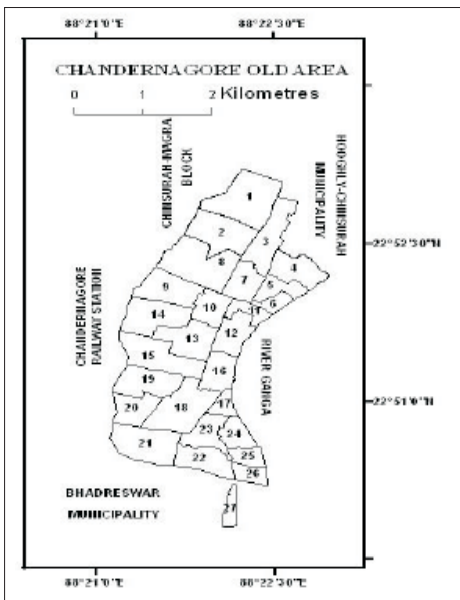 88°21'0"E 88°22'30"E
CHANDERNAGORE OLD AREA
0 1 2 Kilometres
CHINSURAH-MAGRA
BLOCK
HOOGHLY-CHINSURAH
MUNICIPALITY
1
2
3
22°52'30"N
4
8
7
5
9
6
10
11
14
12
13
CHANDERNAGORE
RAILWAY STATION
RIVER GANGA
15
16
19
22°51'0"N
20
18
17
23
24
21
22
25
26
BHADRESWAR
MUNICIPALITY
27
88°21'0"E 88°22'30"E